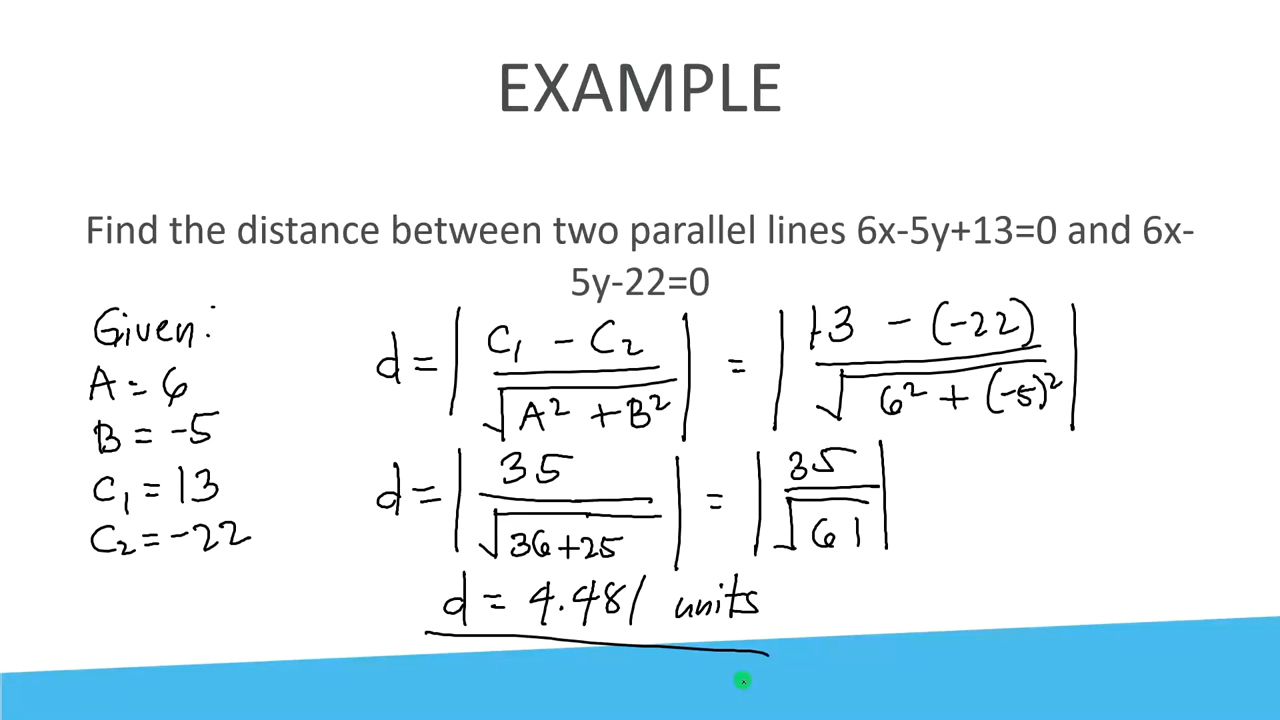 EXAMPLE
Find the distance between two parallel lines 6x-5y+13=0 and 6x-
5y-22=0
Given:
A = 6
B = -5
C₁ = 13
C₂ = -22
d = | (C₁ - C₂) / √(A² + B²) | = | (13 - (-22)) / √(6² + (-5)²) |
d = | 35 / √(36+25) | = | 35 / √61 |
d = 4.481 units